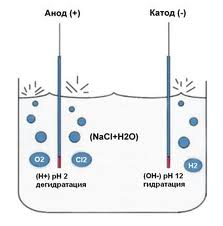 Анод (+) Катод (-)
(NaCl+H2O)
O2 Cl2 H2
(H+) pH 2 (OH-) pH 12
дегидратация гидратация